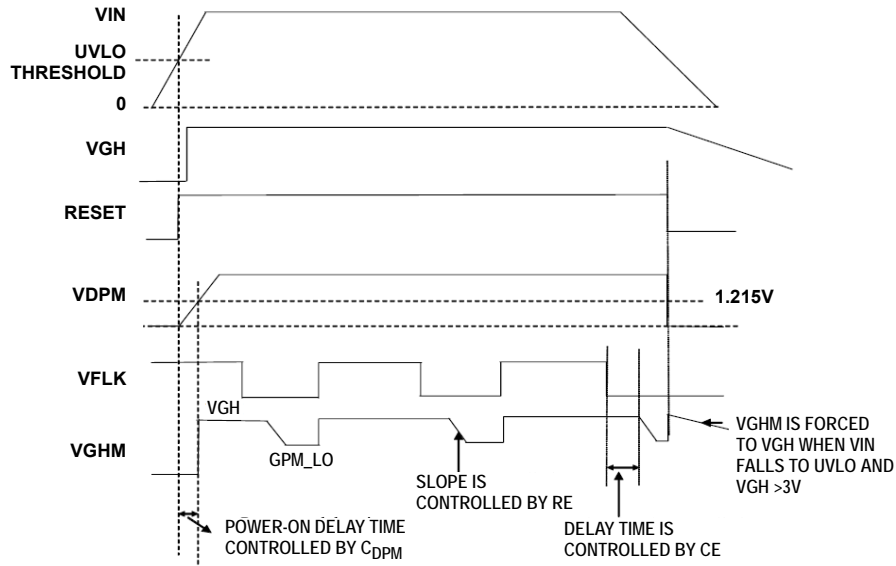 VIN
UVLO
THRESHOLD
0
VGH
RESET
VDPM
1.215V
VFLK
VGH
VGHM
GPM_LO
SLOPE IS
CONTROLLED BY RE
VGHM IS FORCED
TO VGH WHEN VIN
FALLS TO UVLO AND
VGH >3V
POWER-ON DELAY TIME
CONTROLLED BY CDPM
DELAY TIME IS
CONTROLLED BY CE